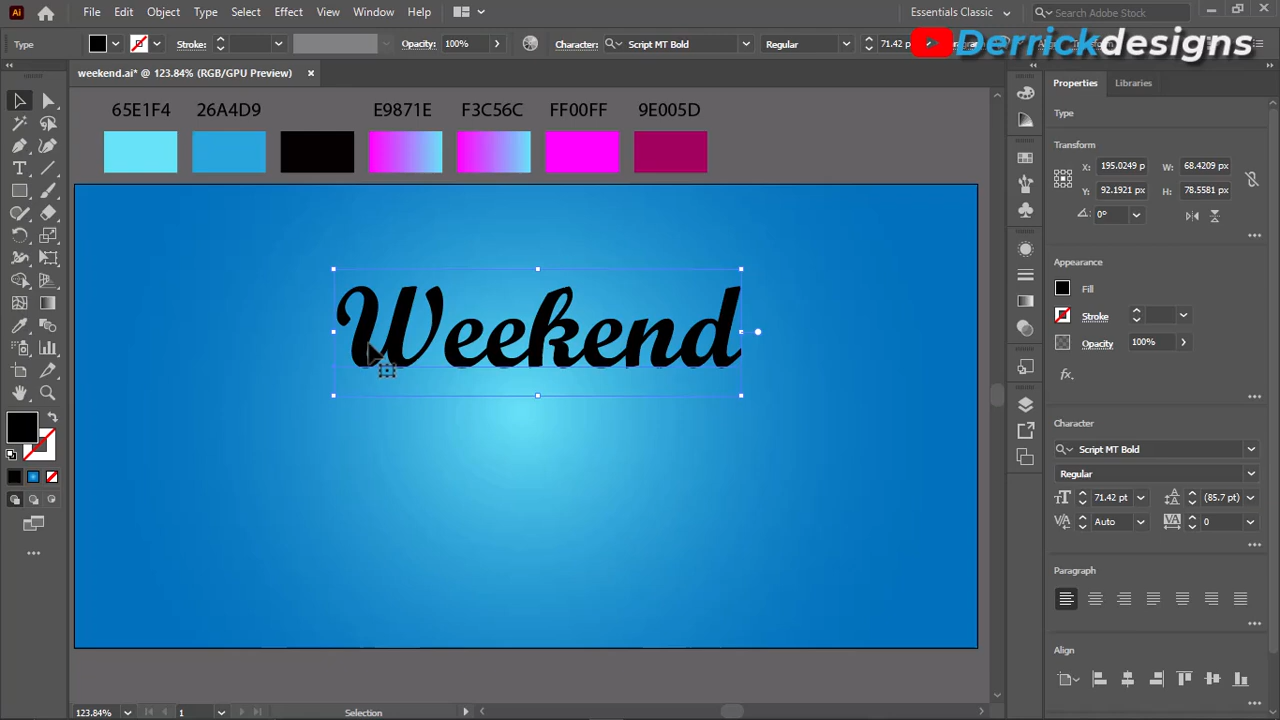 Ai File Edit Object Type Select Effect View Window Help Essentials Classic Search Adobe Stock
Type Stroke: Opacity: 100% Character: Script MT Bold Regular 71.42 pt
Derrickdesigns
weekend.ai* @ 123.84% (RGB/GPU Preview)
Properties Libraries
65E1F4 26A4D9 E9871E F3C56C FF00FF 9E005D
Type
Transform
X: 195.0249 p W: 68.4209 px
Y: 92.1921 px H: 78.5581 px
0°
Weekend
Appearance
Fill
Stroke
Opacity 100%
fx.
Character
Script MT Bold
Regular
71.42 pt (85.7 pt)
Auto 0
Paragraph
Align
123.84% 1 Selection